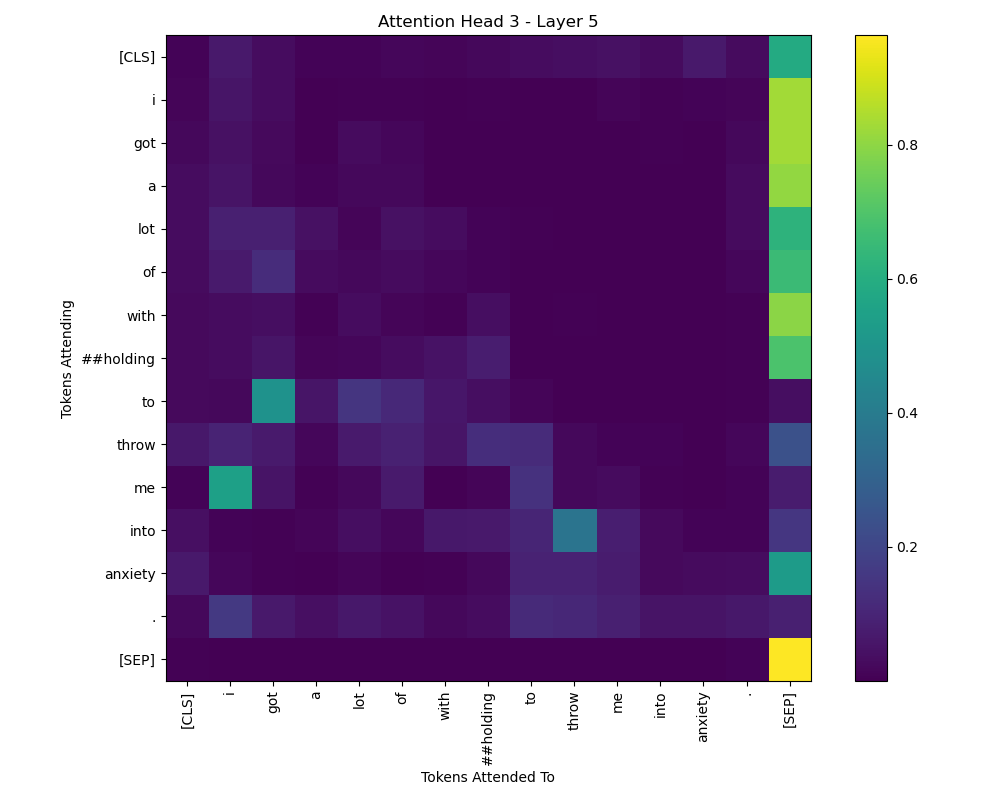 Attention Head 3 - Layer 5
[CLS]
i
got
a
lot
of
with
##holding
to
throw
me
into
anxiety
.
[SEP]
Tokens Attending
[CLS]
i
got
a
lot
of
with
##holding
to
throw
me
into
anxiety
.
[SEP]
Tokens Attended To
0.8
0.6
0.4
0.2